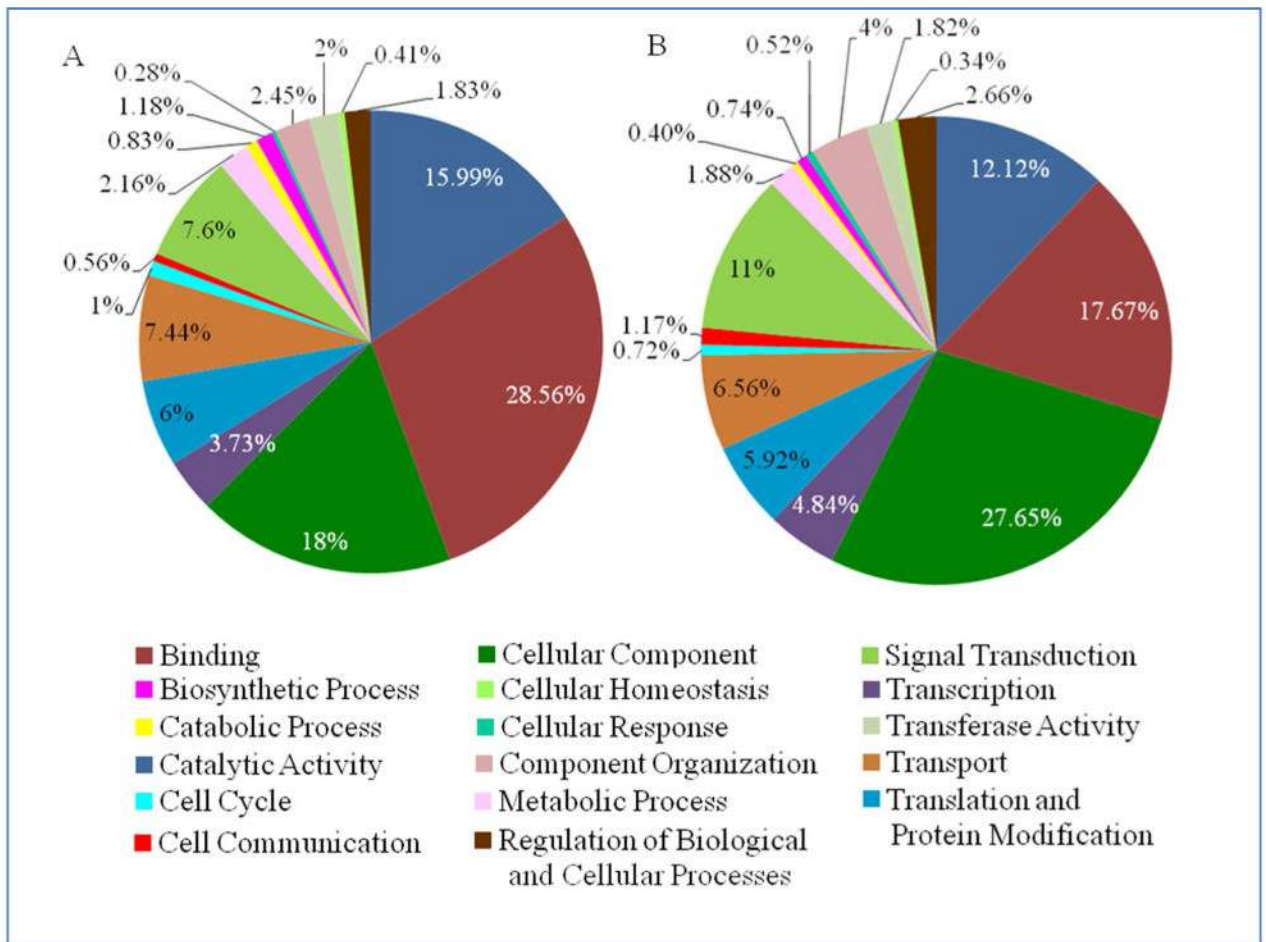 A
2%
0.41%
0.28%
2.45%
1.83%
1.18%
0.83%
2.16%
15.99%
7.6%
0.56%
1%
7.44%
28.56%
6%
3.73%
18%
B
4%
1.82%
0.52%
0.34%
0.74%
2.66%
0.40%
1.88%
12.12%
11%
17.67%
1.17%
0.72%
6.56%
5.92%
4.84%
27.65%
Binding
Biosynthetic Process
Catabolic Process
Catalytic Activity
Cell Cycle
Cell Communication
Cellular Component
Cellular Homeostasis
Cellular Response
Component Organization
Metabolic Process
Regulation of Biological
and Cellular Processes
Signal Transduction
Transcription
Transferase Activity
Transport
Translation and
Protein Modification